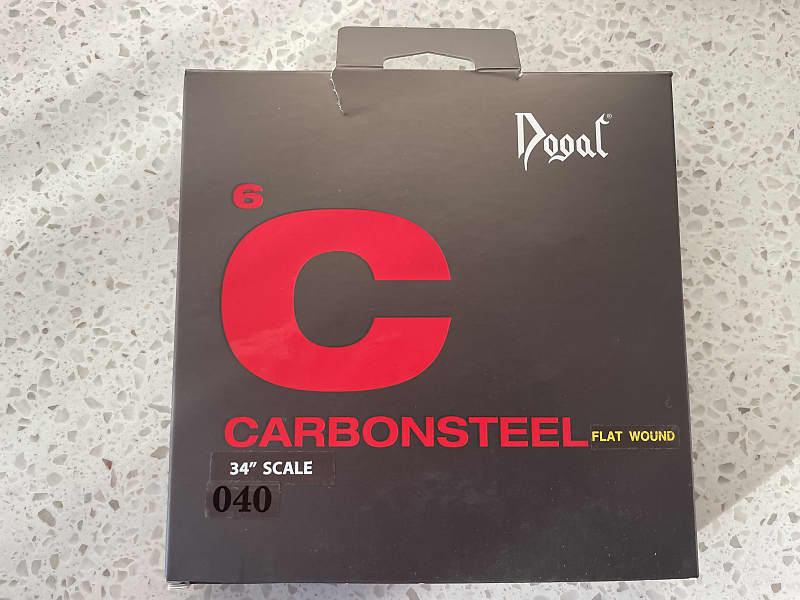 Dogal®
6
C
CARBONSTEEL FLAT WOUND
34" SCALE
040